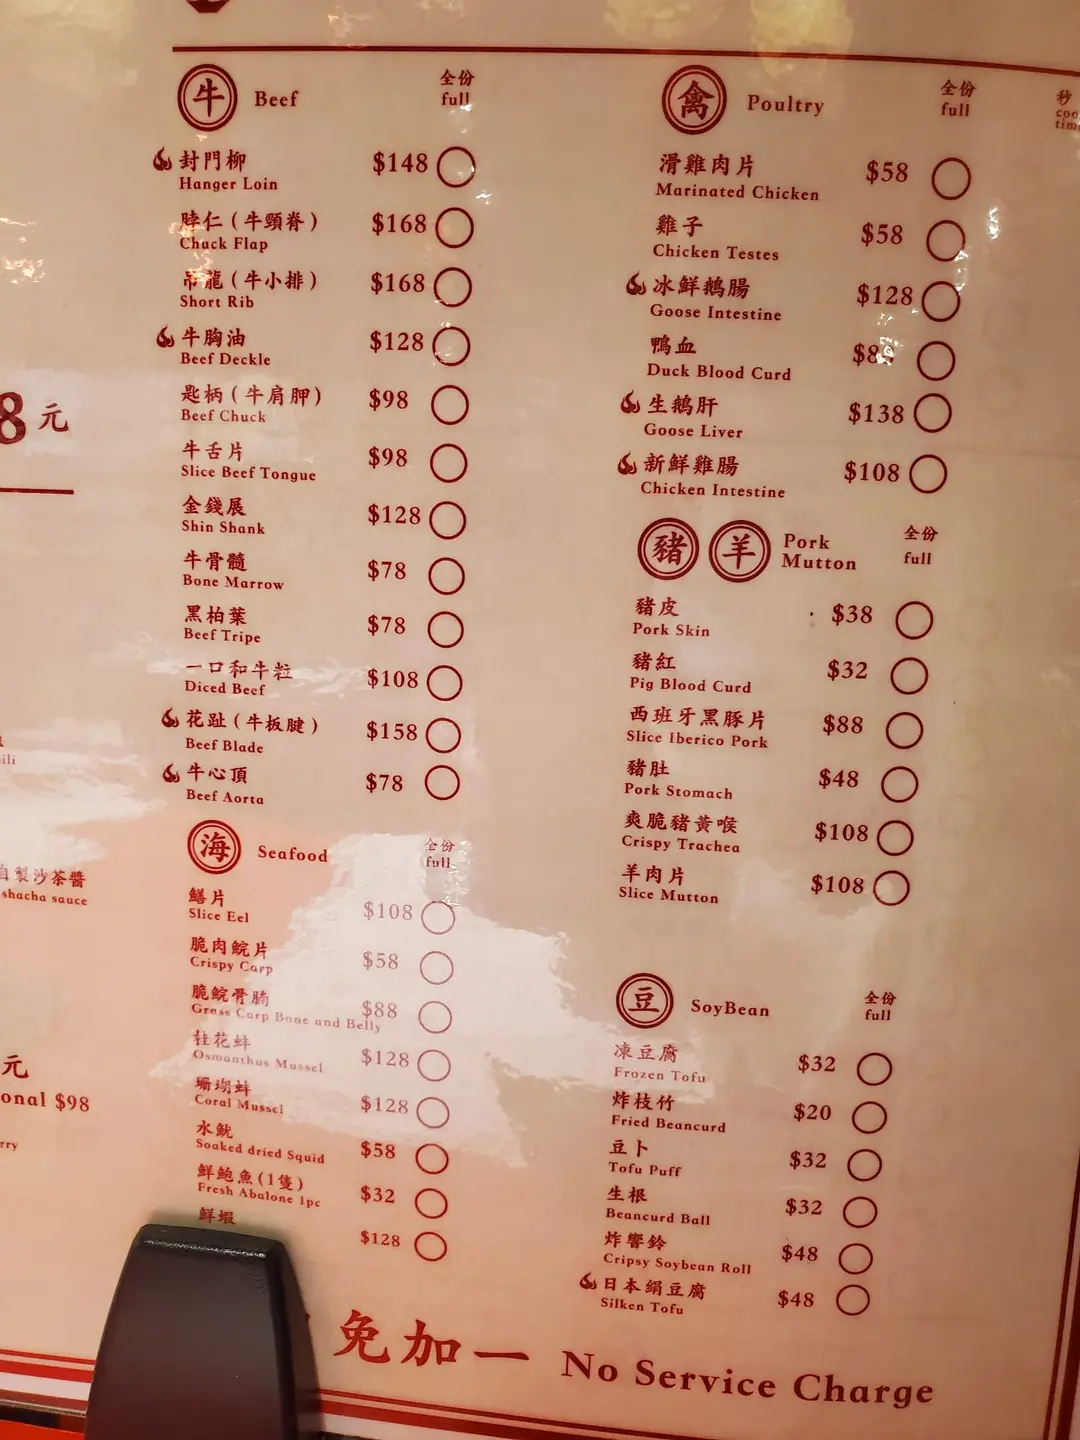 牛 Beef
全份
full
封門柳 $148
Hanger Loin
脖仁（牛頸脊） $168
Chuck Flap
吊龍（牛小排） $168
Short Rib
牛胸油 $128
Beef Deckle
匙柄（牛肩胛） $98
Beef Chuck
牛舌片 $98
Slice Beef Tongue
金錢展 $128
Shin Shank
牛骨髓 $78
Bone Marrow
黑柏葉 $78
Beef Tripe
一口和牛粒 $108
Diced Beef
花趾（牛板腱） $158
Beef Blade
牛心頂 $78
Beef Aorta
海 Seafood
全份
full
鱔片 $108
Slice Eel
脆肉鯇片 $58
Crispy Carp
脆鯇骨腩 $88
Grass Carp Bone and Belly
桂花蚌 $128
Osmanthus Mussel
珊瑚蚌 $128
Coral Mussel
水魷 $58
Soaked dried Squid
鮮鮑魚(1隻) $32
Fresh Abalone 1pc
鮮蝦
$128
禽 Poultry
全份
full
滑雞肉片 $58
Marinated Chicken
雞子 $58
Chicken Testes
冰鮮鵝腸 $128
Goose Intestine
鴨血
Duck Blood Curd
生鵝肝 $138
Goose Liver
新鮮雞腸 $108
Chicken Intestine
豬 羊 Pork
Mutton
全份
full
豬皮 $38
Pork Skin
豬紅 $32
Pig Blood Curd
西班牙黑豚片 $88
Slice Iberico Pork
豬肚 $48
Pork Stomach
爽脆豬黃喉 $108
Crispy Trachea
羊肉片 $108
Slice Mutton
豆 SoyBean
全份
full
凍豆腐 $32
Frozen Tofu
炸枝竹 $20
Fried Beancurd
豆卜 $32
Tofu Puff
生根 $32
Beancurd Ball
炸響鈴 $48
Cripsy Soybean Roll
日本絹豆腐 $48
Silken Tofu
免加一 No Service Charge
秒
8元
自製沙茶醬
shacha sauce
元
onal $98